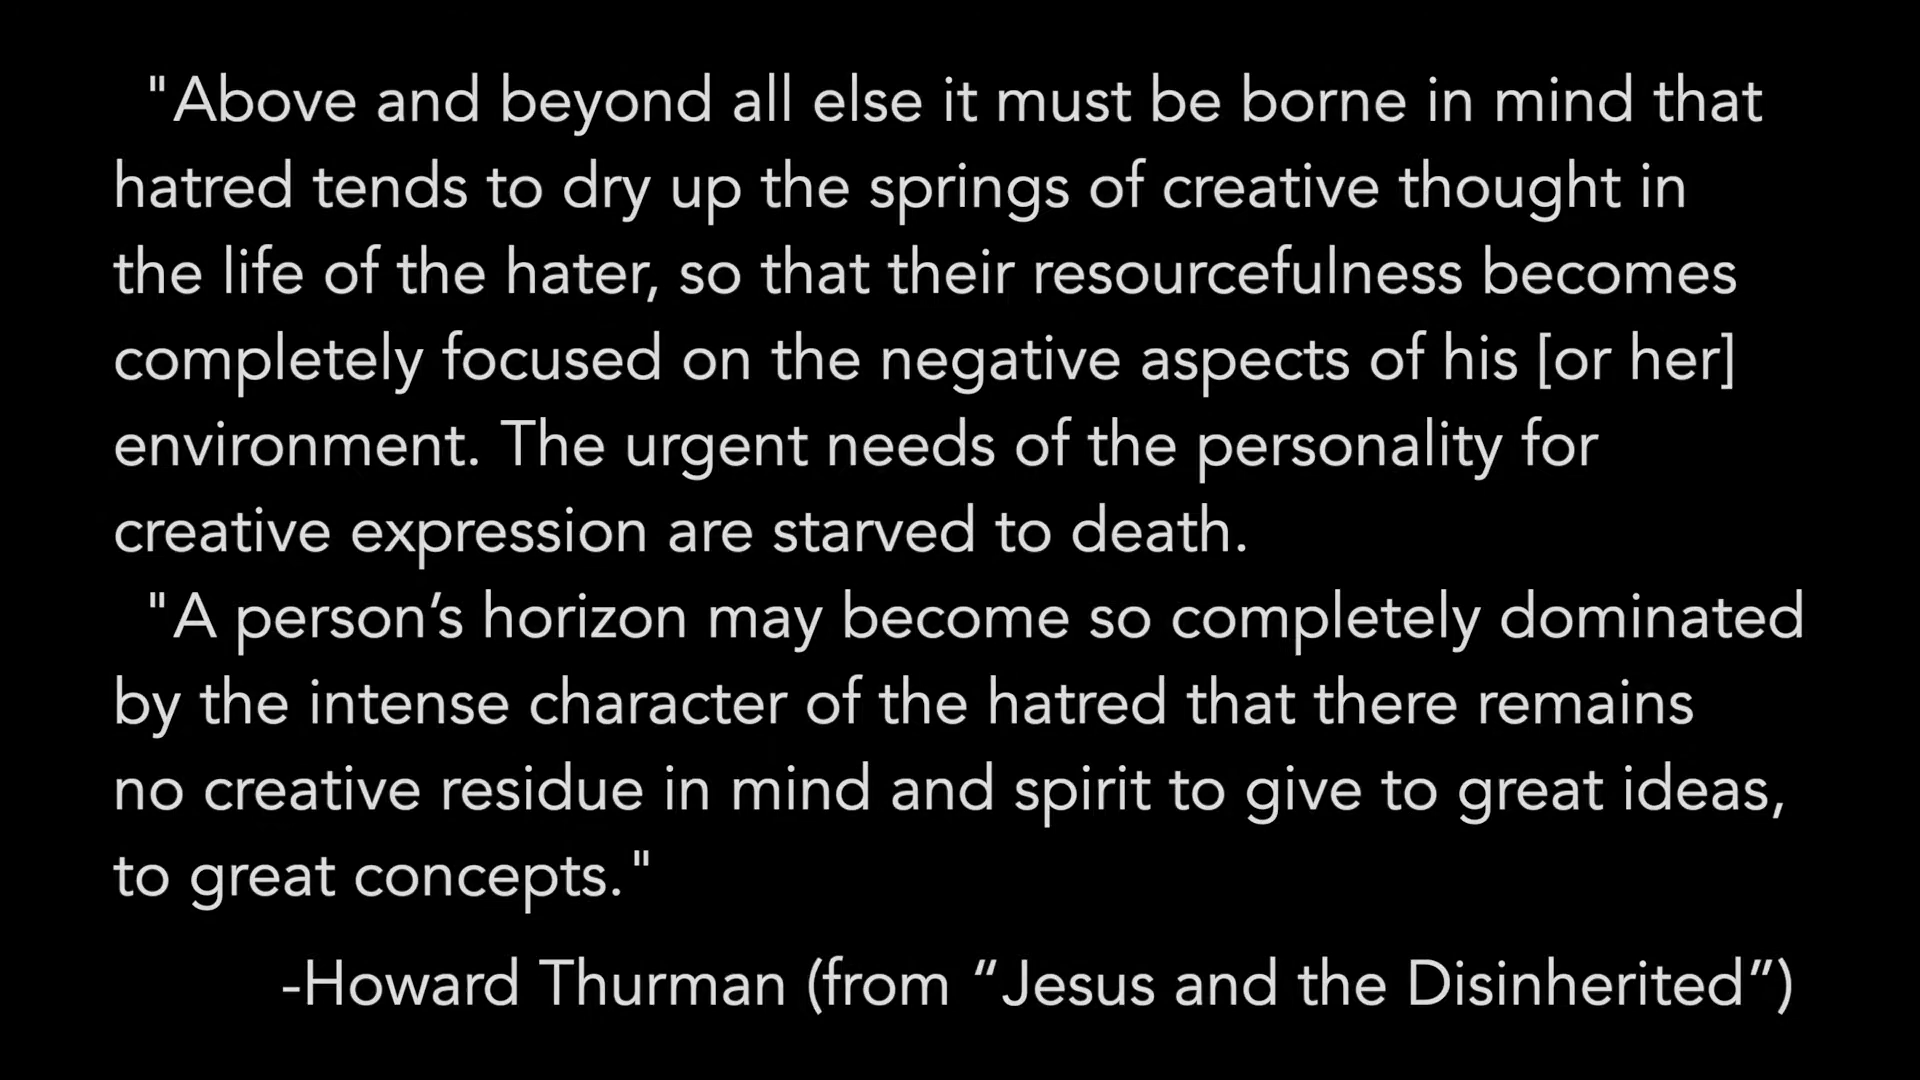 "Above and beyond all else it must be borne in mind that
hatred tends to dry up the springs of creative thought in
the life of the hater, so that their resourcefulness becomes
completely focused on the negative aspects of his [or her]
environment. The urgent needs of the personality for
creative expression are starved to death.
"A person’s horizon may become so completely dominated
by the intense character of the hatred that there remains
no creative residue in mind and spirit to give to great ideas,
to great concepts."
-Howard Thurman (from “Jesus and the Disinherited”)